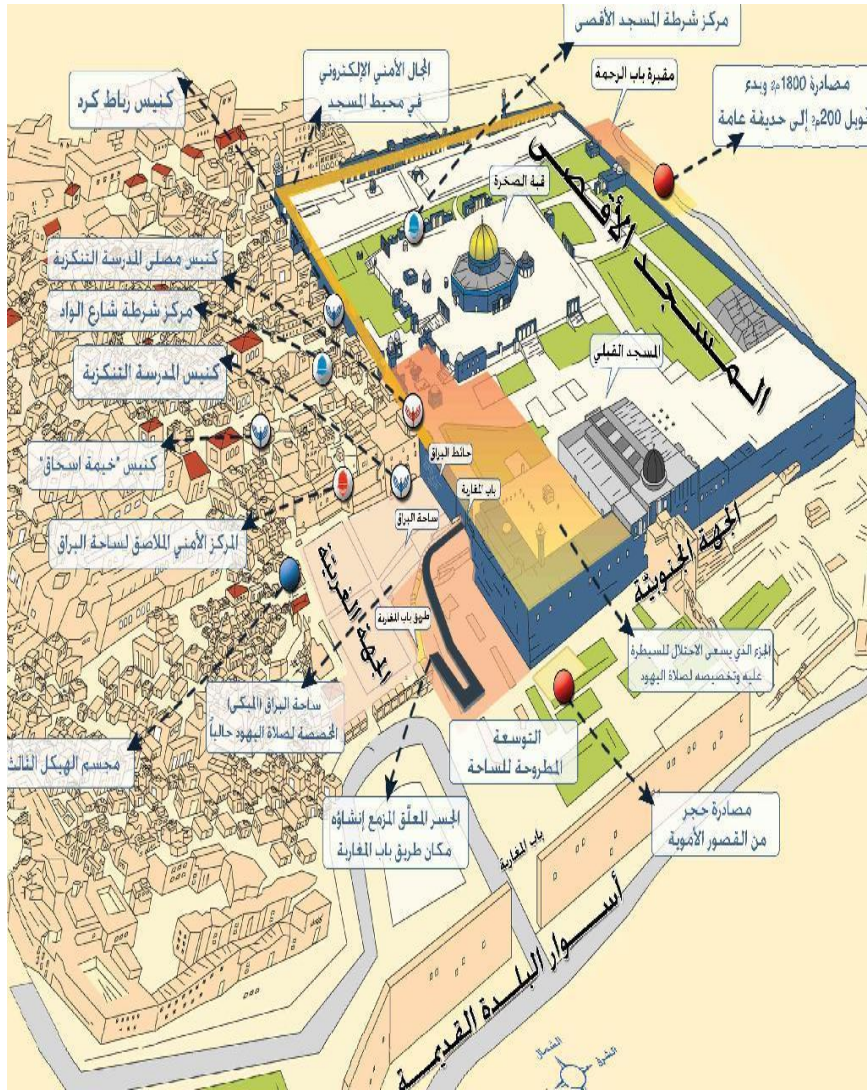 مركز شرطة المسجد الأقصى
المجال الأمني الإلكتروني
في محيط المسجد
كنيس رباط كرد
مقبرة باب الرحمة
مصادرة 1800م2 وبدء
200م2 إلى حديقة عامة
قبة الصخرة
المسجد الأقصى
كنيس مصلى المدرسة التنكزية
مركز شرطة شارع الواد
كنيس المدرسة التنكزية
المسجد القبلي
كنيس "خيمة اسحاق"
حائط البراق
باب المغاربة
ساحة البراق
المركز الأمني الملاصق لساحة البراق
الجهة الغربية
الجهة الجنوبية
طريق باب المغاربة
الجزء الذي يسعى الاحتلال للسيطرة
عليه وتخصيصه لصلاة اليهود
ساحة البراق (المبكى)
المخصصة لصلاة اليهود حالياً
مجسم الهيكل الثالث
التوسعة
المطروحة للساحة
الجسر المعلّق المزمع إنشاؤه
مكان طريق باب المغاربة
مصادرة حجر
من القصور الأموية
باب المغاربة
أسوار البلدة القديمة
الشمال
الشرق